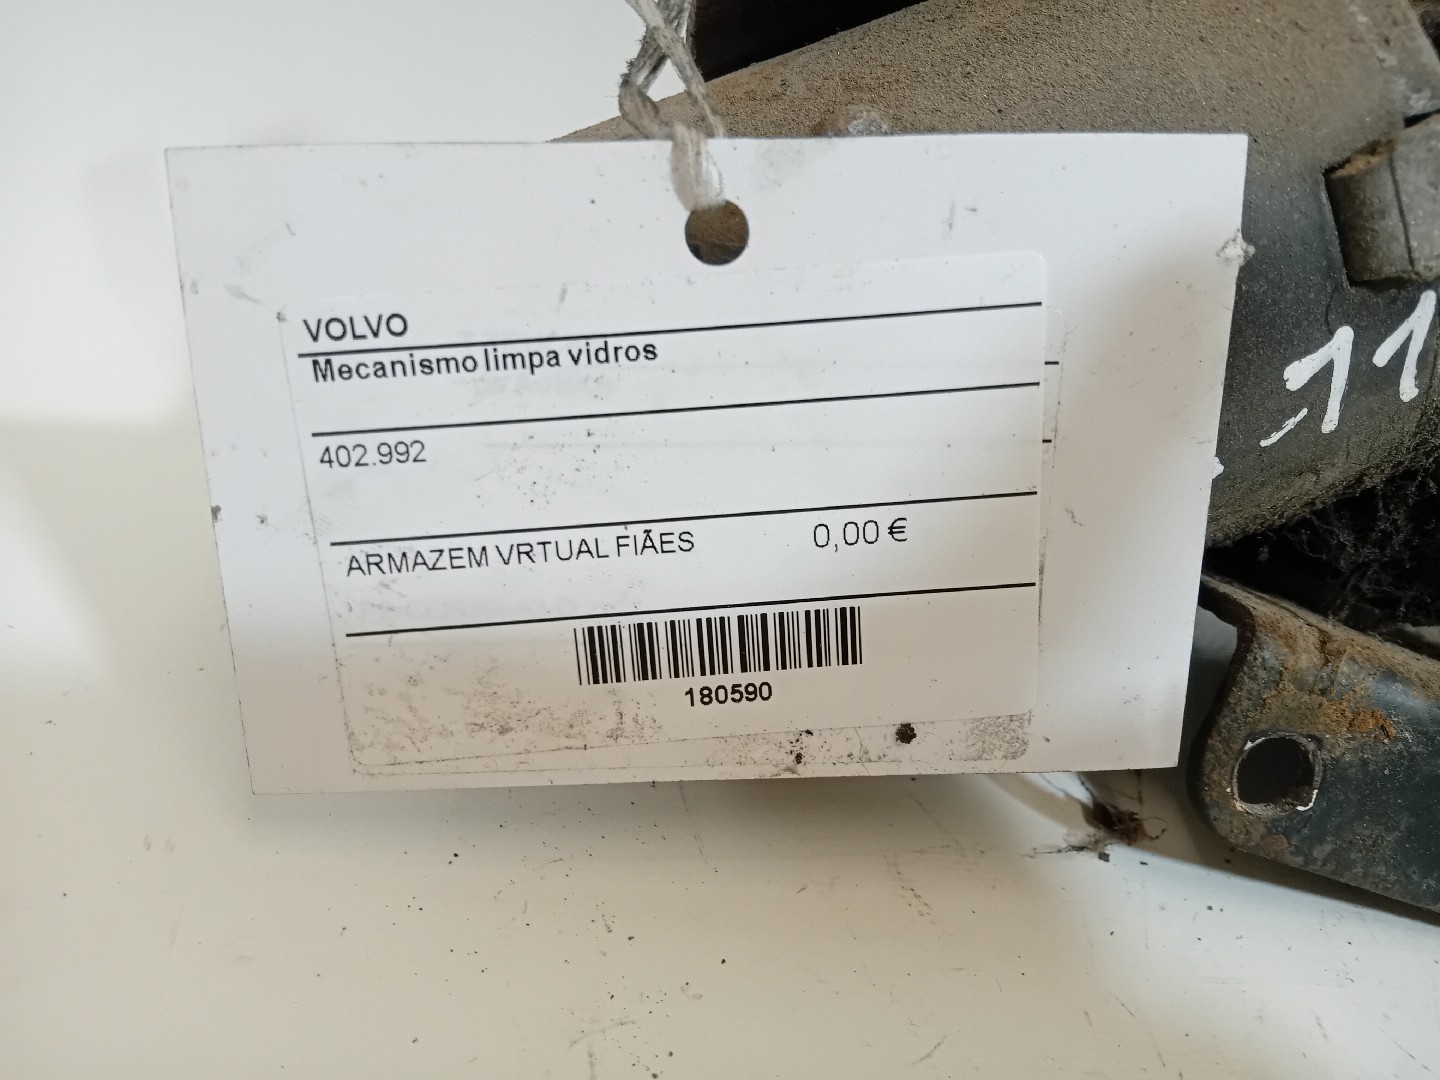 VOLVO
Mecanismo limpa vidros
402.992
ARMAZEM VRTUAL FIÃES 0,00 €
180590
11